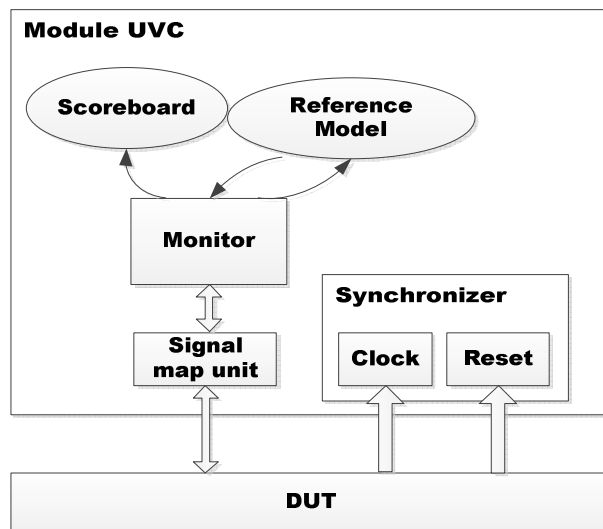 Module UVC
Scoreboard
Reference
Model
Monitor
Synchronizer
Signal
map unit
Clock
Reset
DUT